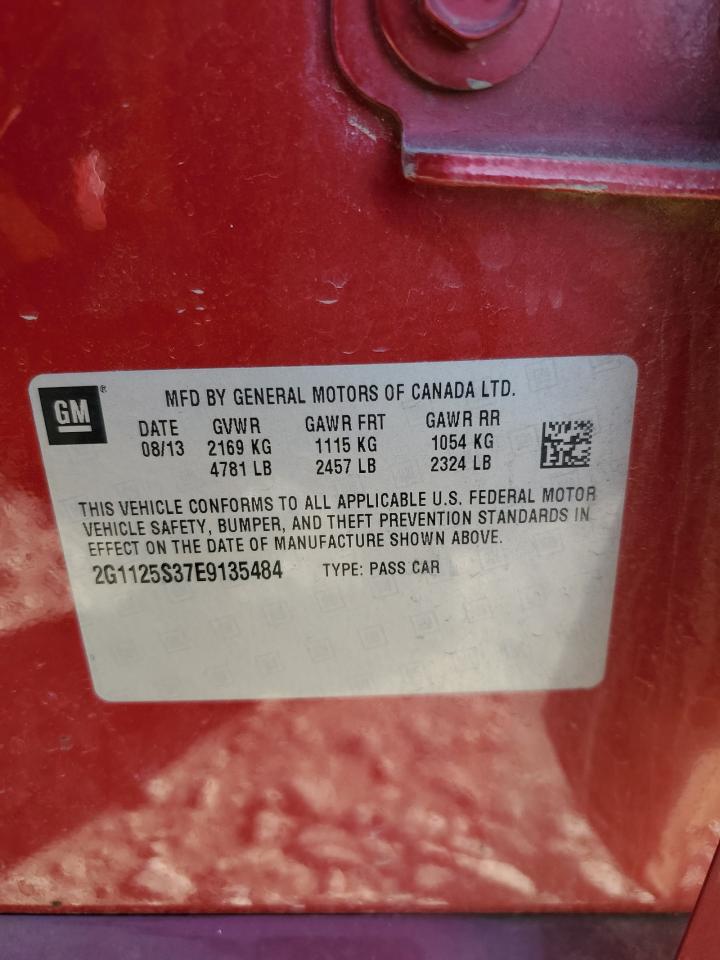 GM®
MFD BY GENERAL MOTORS OF CANADA LTD.
DATE GVWR GAWR FRT GAWR RR
08/13 2169 KG 1115 KG 1054 KG
4781 LB 2457 LB 2324 LB
THIS VEHICLE CONFORMS TO ALL APPLICABLE U.S. FEDERAL MOTOR
VEHICLE SAFETY, BUMPER, AND THEFT PREVENTION STANDARDS IN
EFFECT ON THE DATE OF MANUFACTURE SHOWN ABOVE.
2G1125S37E9135484 TYPE: PASS CAR